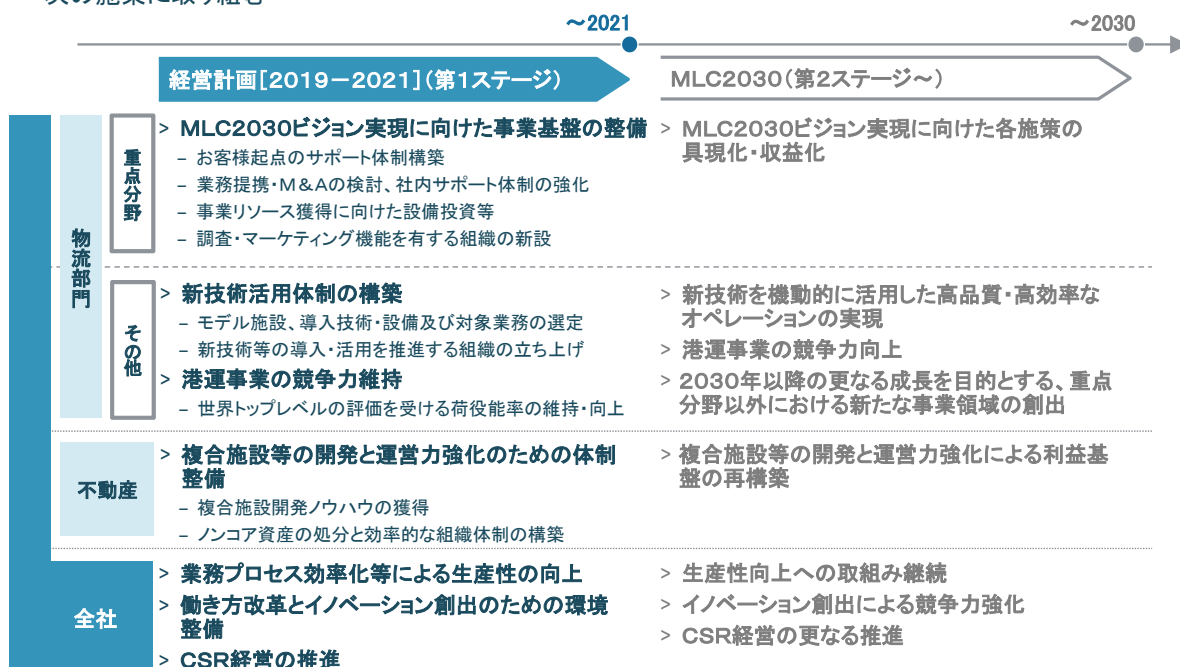 次の施策に取り組む
～2021
～2030
経営計画[2019－2021](第1ステージ)
MLC2030(第2ステージ～)
物流部門
重点分野
> MLC2030ビジョン実現に向けた事業基盤の整備
– お客様起点のサポート体制構築
– 業務提携・M＆Aの検討、社内サポート体制の強化
– 事業リソース獲得に向けた設備投資等
– 調査・マーケティング機能を有する組織の新設
> MLC2030ビジョン実現に向けた各施策の
具現化・収益化
その他
> 新技術活用体制の構築
– モデル施設、導入技術・設備及び対象業務の選定
– 新技術等の導入・活用を推進する組織の立ち上げ
> 港運事業の競争力維持
– 世界トップレベルの評価を受ける荷役能率の維持・向上
> 新技術を機動的に活用した高品質・高効率な
オペレーションの実現
> 港運事業の競争力向上
> 2030年以降の更なる成長を目的とする、重点
分野以外における新たな事業領域の創出
不動産
> 複合施設等の開発と運営力強化のための体制
整備
– 複合施設開発ノウハウの獲得
– ノンコア資産の処分と効率的な組織体制の構築
> 複合施設等の開発と運営力強化による利益基
盤の再構築
全社
> 業務プロセス効率化等による生産性の向上
> 働き方改革とイノベーション創出のための環境
整備
> CSR経営の推進
> 生産性向上への取組み継続
> イノベーション創出による競争力強化
> CSR経営の更なる推進